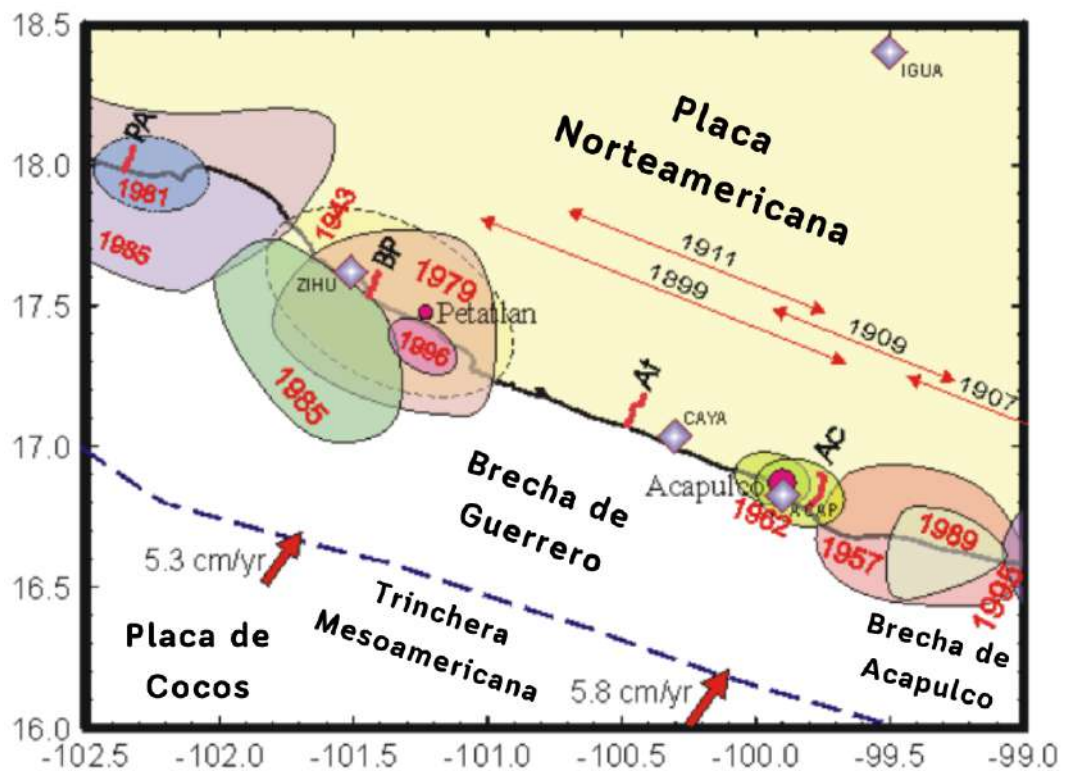 18.5
18.0
17.5
17.0
16.5
16.0
-102.5
-102.0
-101.5
-101.0
-100.5
-100.0
-99.5
-99.0
IGUA
Placa
Norteamericana
PA
1981
1985
1943
BP
1979
ZIHU
Petatlan
1996
1985
1911
1899
1909
1907
At
CAYA
AC
Acapulco
ACAP
1962
1957
1989
1995
Brecha de
Guerrero
5.3 cm/yr
Trinchera
Mesoamericana
Placa de
Cocos
5.8 cm/yr
Brecha de
Acapulco